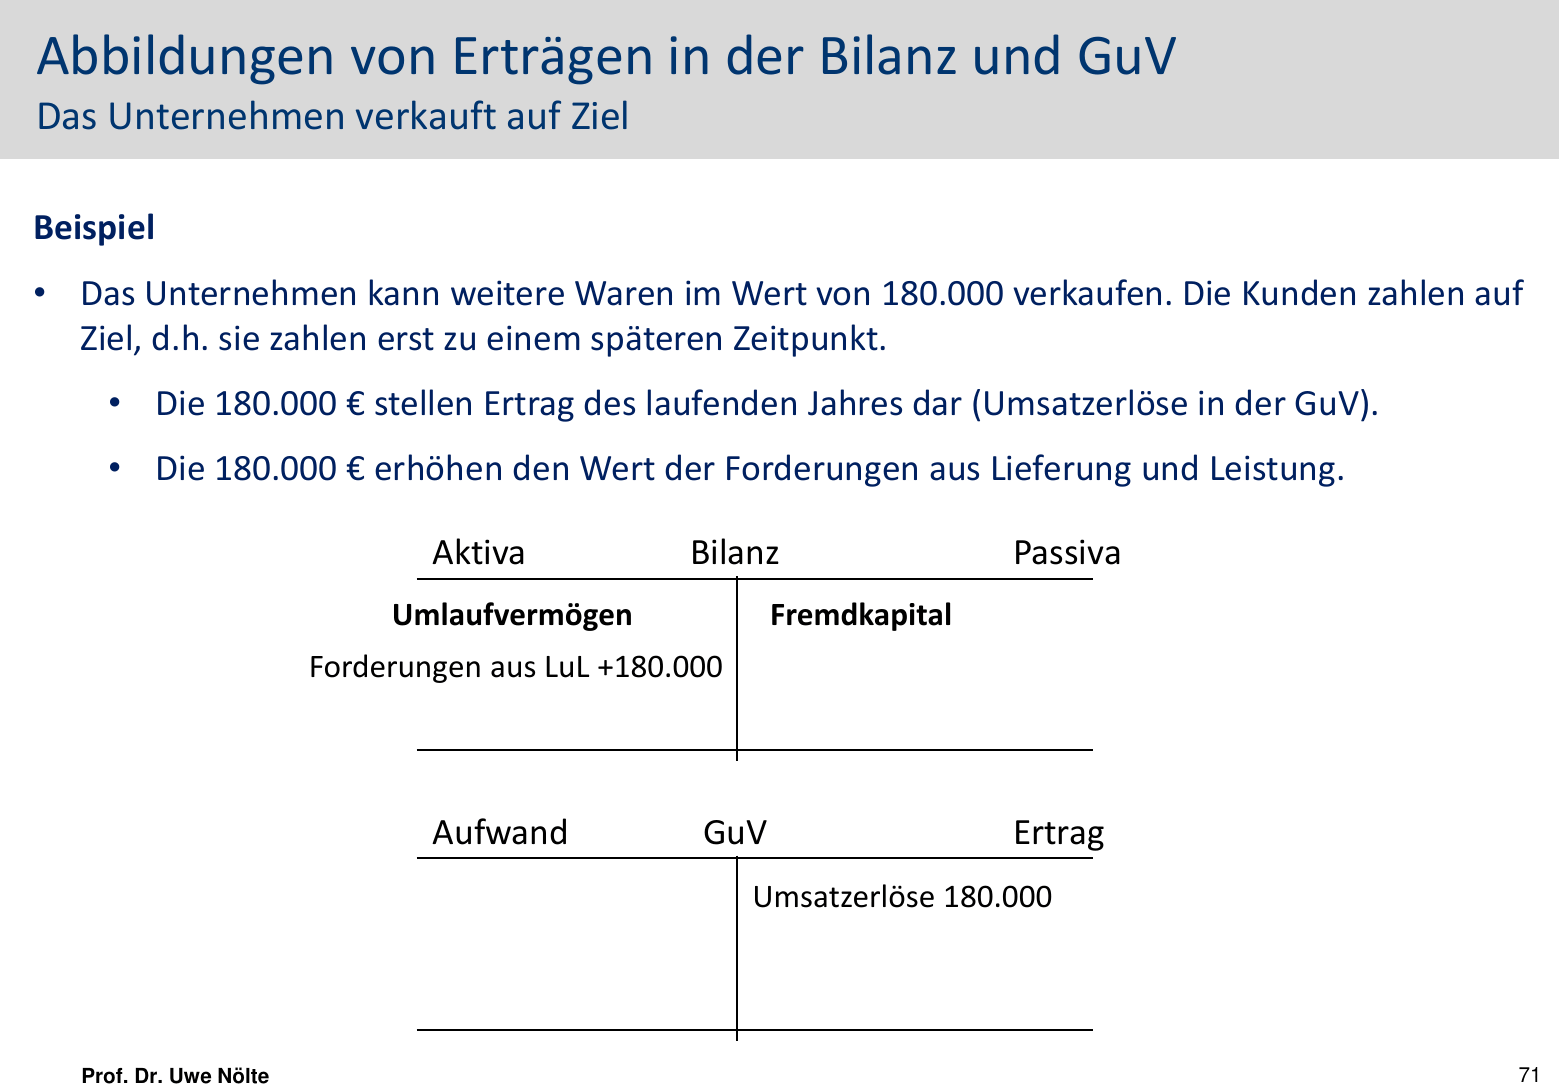 Abbildungen von Erträgen in der Bilanz und GuV
Das Unternehmen verkauft auf Ziel
Beispiel
• Das Unternehmen kann weitere Waren im Wert von 180.000 verkaufen. Die Kunden zahlen auf
Ziel, d.h. sie zahlen erst zu einem späteren Zeitpunkt.
• Die 180.000 € stellen Ertrag des laufenden Jahres dar (Umsatzerlöse in der GuV).
• Die 180.000 € erhöhen den Wert der Forderungen aus Lieferung und Leistung.
Aktiva Bilanz Passiva
Umlaufvermögen Fremdkapital
Forderungen aus LuL +180.000
Aufwand GuV Ertrag
Umsatzerlöse 180.000
Prof. Dr. Uwe Nölte 71